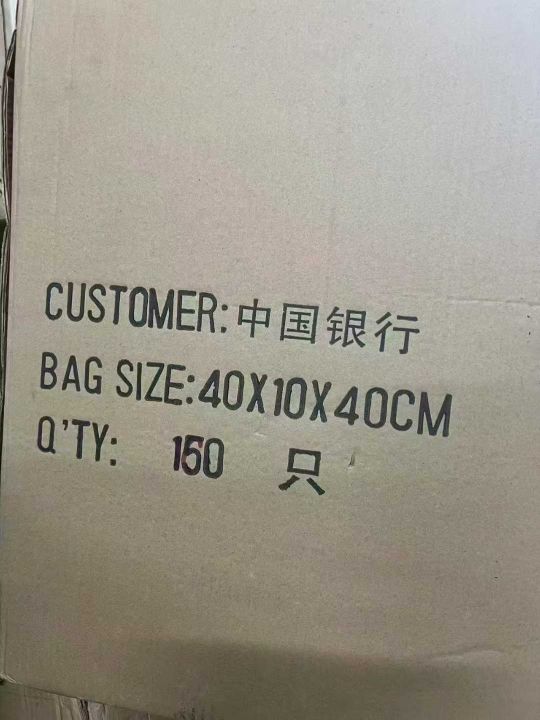 CUSTOMER:中国银行
BAG SIZE:40X10X40CM
Q'TY: 150 只